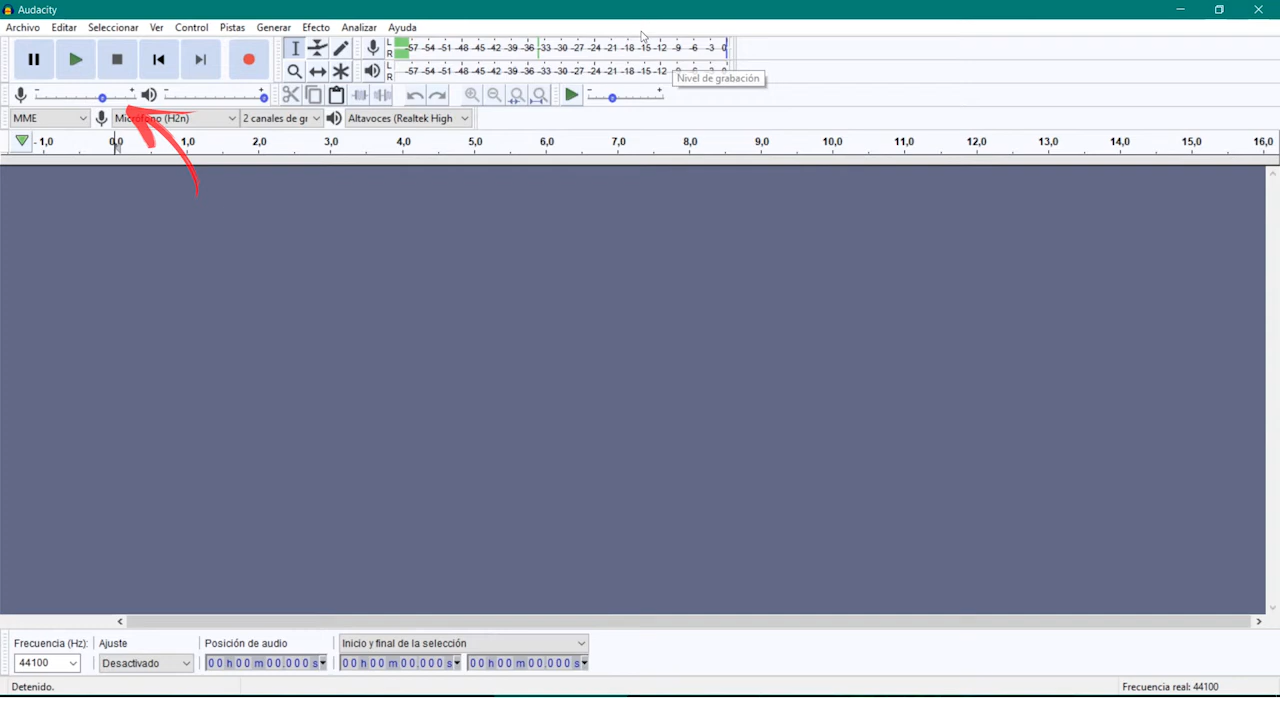 Audacity
Archivo Editar Seleccionar Ver Control Pistas Generar Efecto Analizar Ayuda
L R -57 -54 -51 -48 -45 -42 -39 -36 -33 -30 -27 -24 -21 -18 -15 -12 -9 -6 -3 0
L R -57 -54 -51 -48 -45 -42 -39 -36 -33 -30 -27 -24 -21 -18 -15 -12 -9 -6 -3 0
Nivel de grabación
MME Micrófono (H2n) 2 canales de gr Altavoces (Realtek High
-1,0 0,0 1,0 2,0 3,0 4,0 5,0 6,0 7,0 8,0 9,0 10,0 11,0 12,0 13,0 14,0 15,0 16,0
Frecuencia (Hz): Ajuste Posición de audio Inicio y final de la selección
44100 Desactivado 00 h 00 m 00.000 s 00 h 00 m 00.000 s 00 h 00 m 00.000 s
Detenido. Frecuencia real: 44100